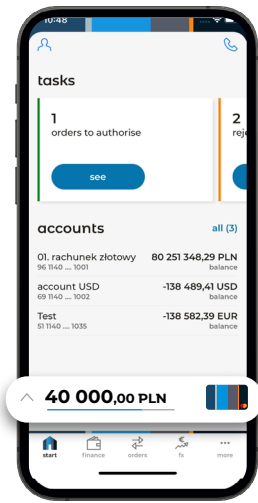 10:48
tasks
1
orders to authorise
see
2
accounts
all (3)
01. rachunek złotowy 80 251 348,29 PLN
96 1140 .... 1001 balance
account USD -138 489,41 USD
69 1140 .... 1002 balance
Test -138 582,39 EUR
51 1140 .... 1035 balance
40 000,00 PLN
start finance orders fx more